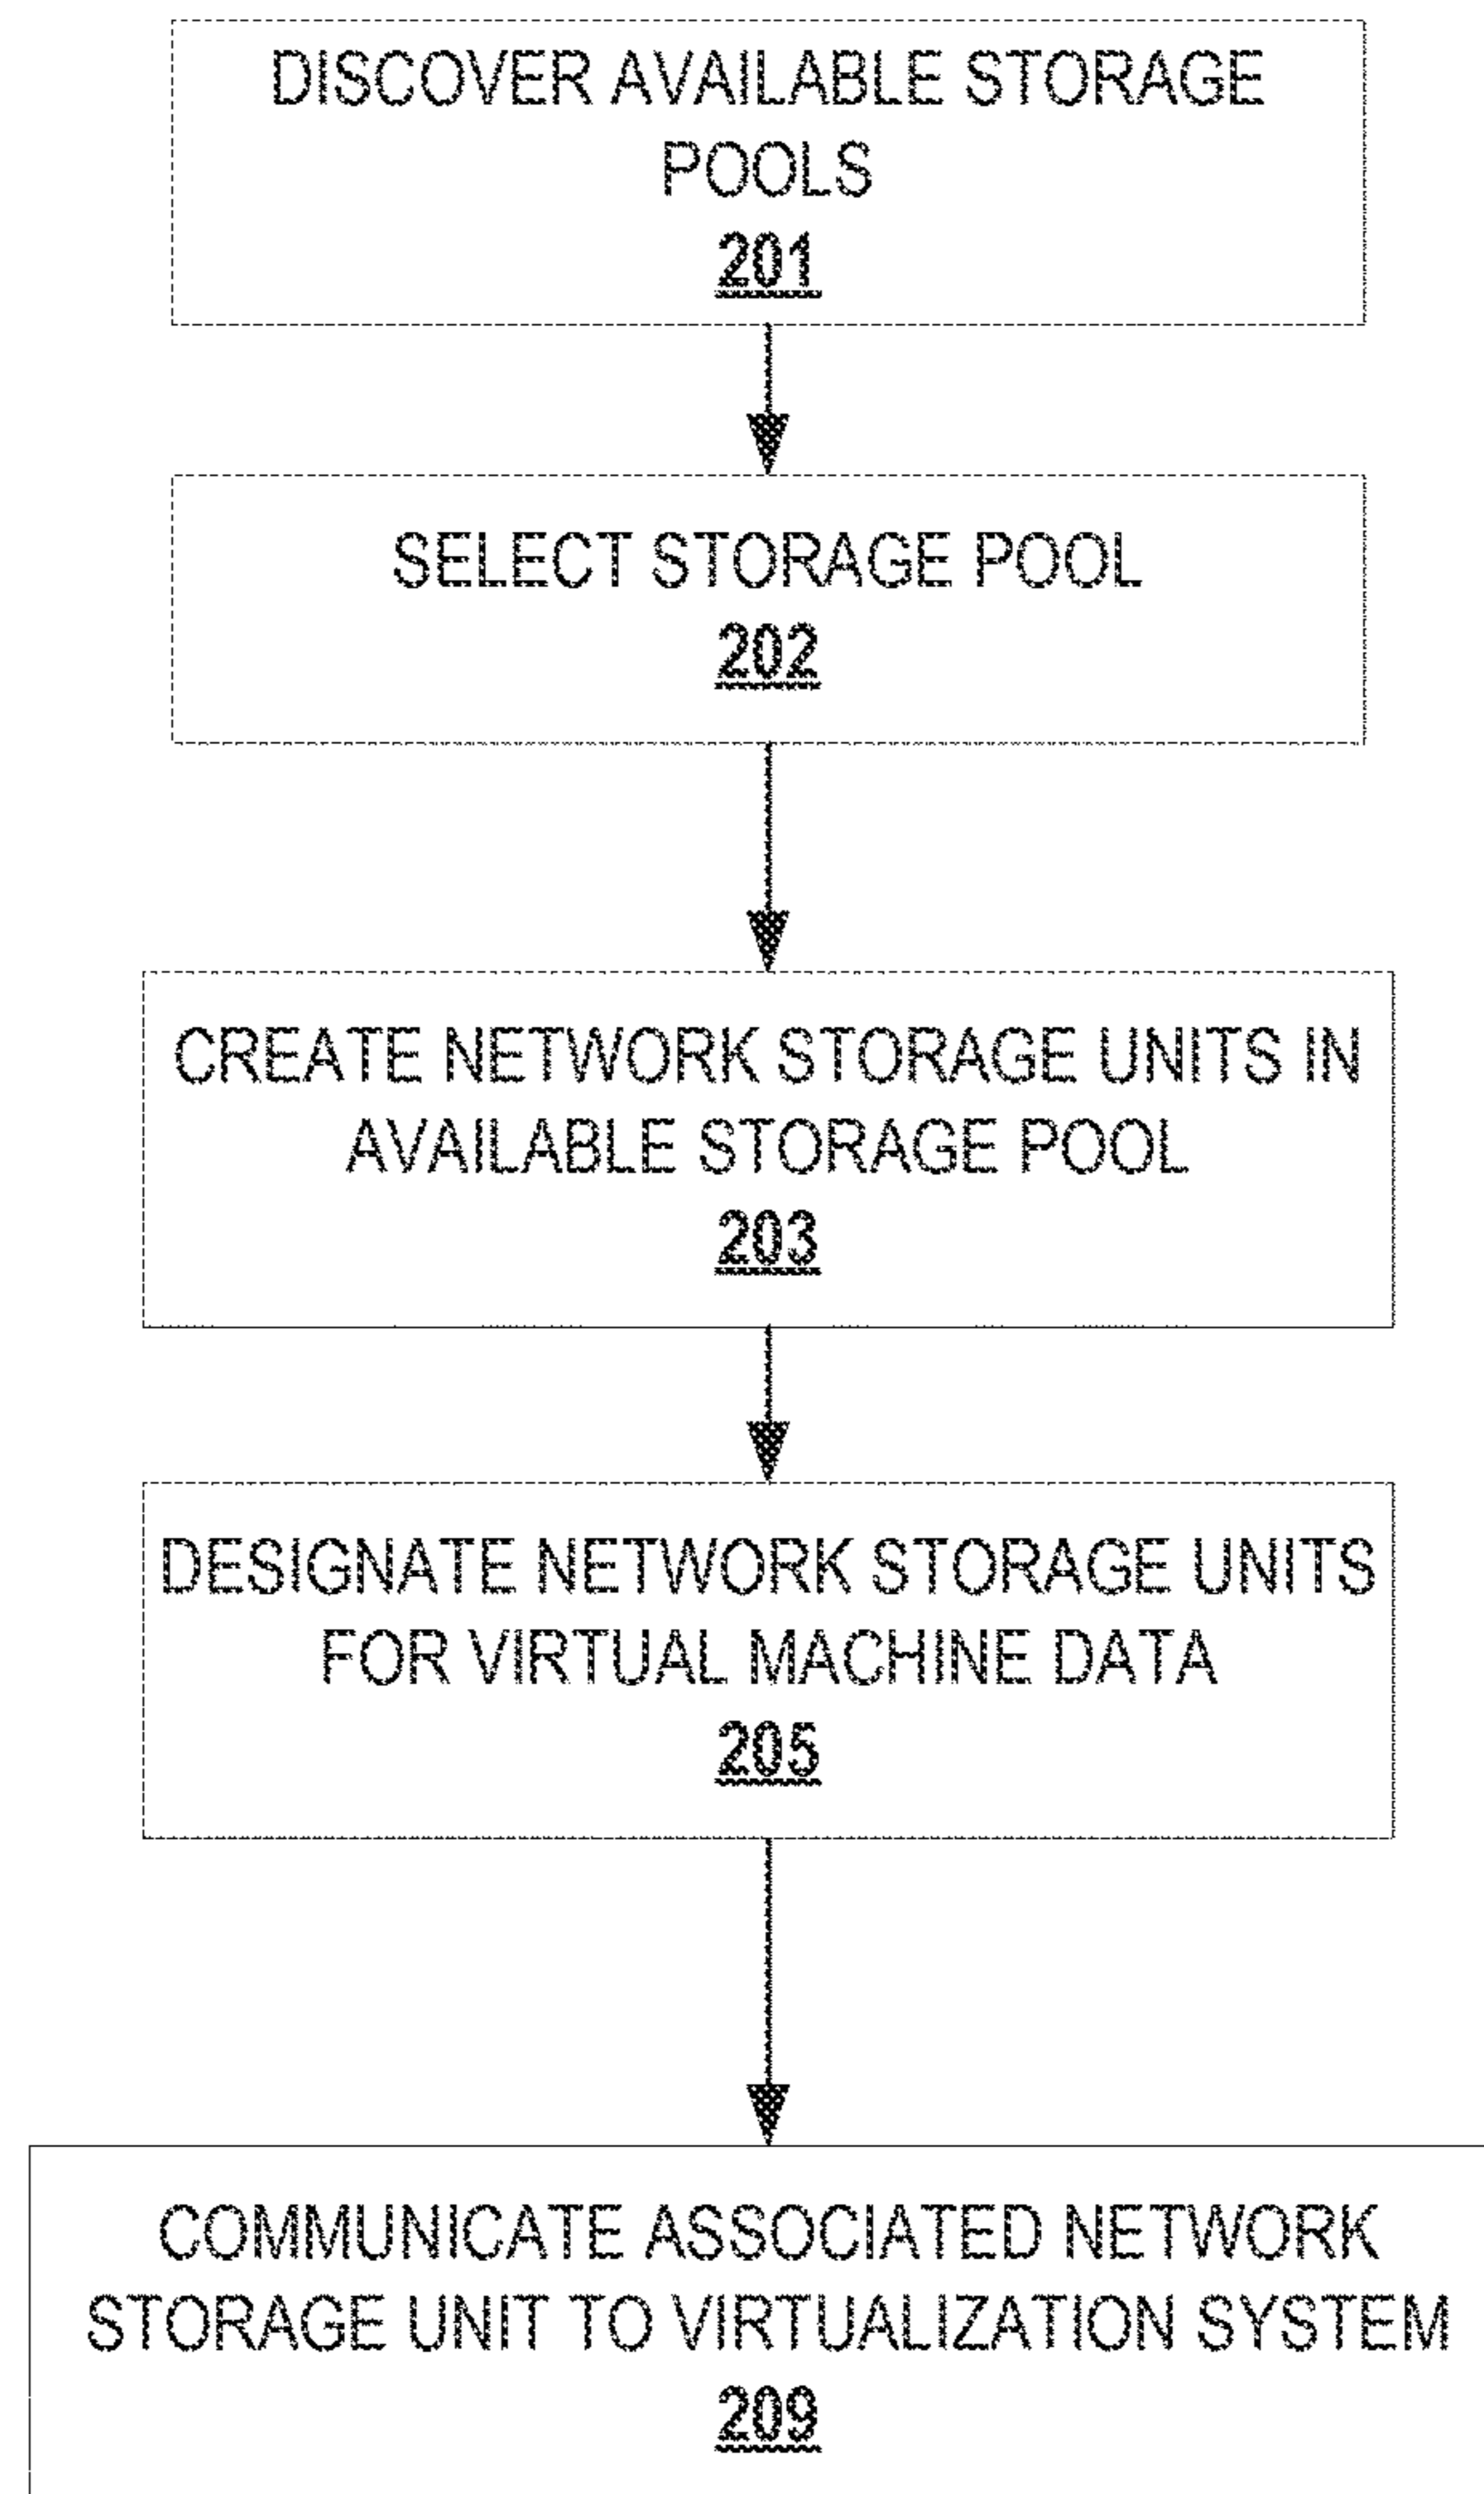 DISCOVER AVAILABLE STORAGE
POOLS
201
SELECT STORAGE POOL
202
CREATE NETWORK STORAGE UNITS IN
AVAILABLE STORAGE POOL
203
DESIGNATE NETWORK STORAGE UNITS
FOR VIRTUAL MACHINE DATA
205
COMMUNICATE ASSOCIATED NETWORK
STORAGE UNIT TO VIRTUALIZATION SYSTEM
209